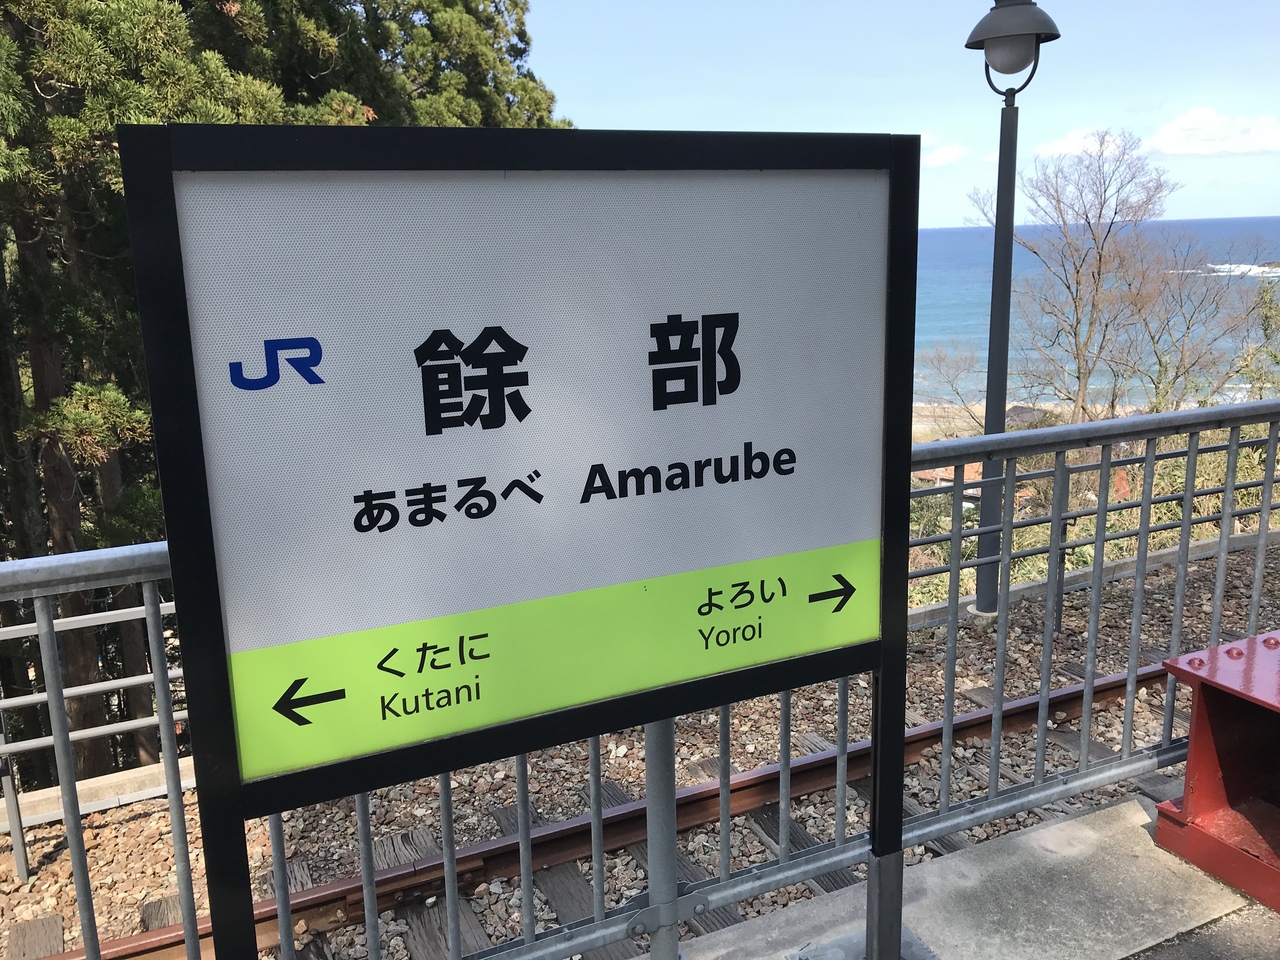 JR 餘部
あるまべ Amarube
よろい →
Yoroi
← くたに
Kutani